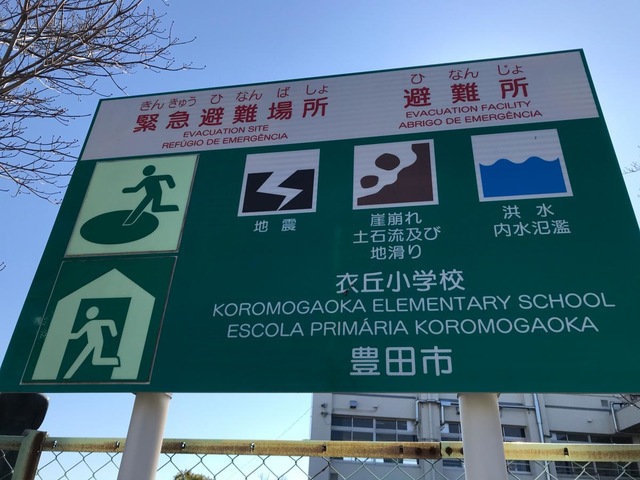 きんきゅうひなんばしょ
緊急避難場所
EVACUATION SITE
REFÚGIO DE EMERGÊNCIA
ひなんじょ
避難所
EVACUATION FACILITY
ABRIGO DE EMERGÊNCIA
地震
崖崩れ
土石流及び
地滑り
洪水
内水氾濫
衣丘小学校
KOROMOGAOKA ELEMENTARY SCHOOL
ESCOLA PRIMÁRIA KOROMOGAOKA
豊田市